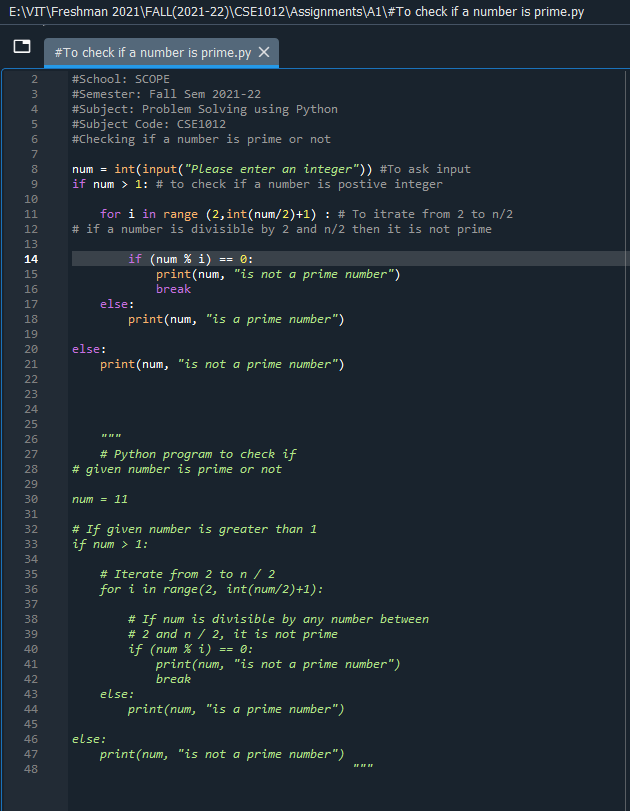 E:\VIT\Freshman 2021\FALL(2021-22)\CSE1012\Assignments\A1\#To check if a number is prime.py
#To check if a number is prime.py
2 #School: SCOPE
3 #Semester: Fall Sem 2021-22
4 #Subject: Problem Solving using Python
5 #Subject Code: CSE1012
6 #Checking if a number is prime or not
7
8 num = int(input("Please enter an integer")) #To ask input
9 if num > 1: # to check if a number is postive integer
10
11     for i in range (2,int(num/2)+1) : # To itrate from 2 to n/2
12 # if a number is divisible by 2 and n/2 then it is not prime
13
14         if (num % i) == 0:
15             print(num, "is not a prime number")
16             break
17     else:
18         print(num, "is a prime number")
19
20 else:
21     print(num, "is not a prime number")
22
23
24
25
26     """
27     # Python program to check if
28 # given number is prime or not
29
30 num = 11
31
32 # If given number is greater than 1
33 if num > 1:
34
35     # Iterate from 2 to n / 2
36     for i in range(2, int(num/2)+1):
37
38         # If num is divisible by any number between
39         # 2 and n / 2, it is not prime
40         if (num % i) == 0:
41             print(num, "is not a prime number")
42             break
43     else:
44         print(num, "is a prime number")
45
46 else:
47     print(num, "is not a prime number")
48                                         """